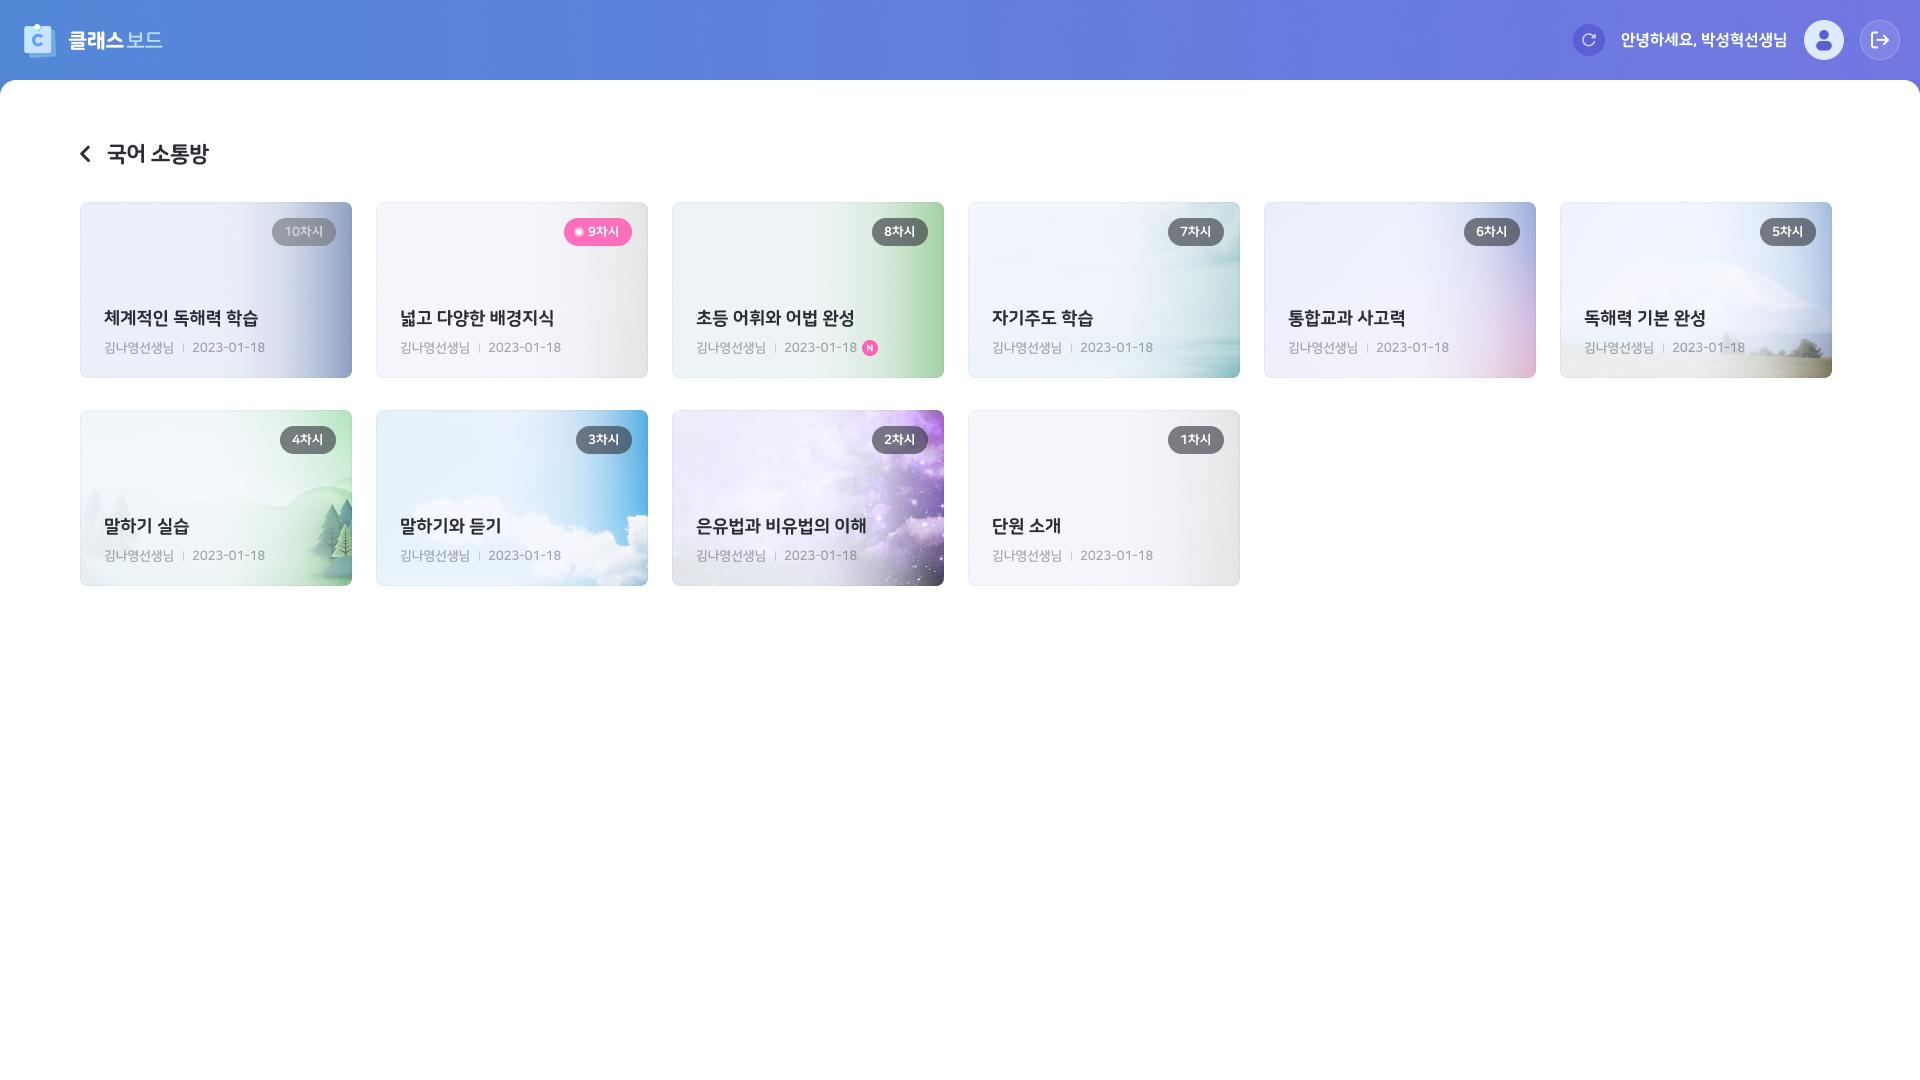 C 클래스 보드
안녕하세요, 박성혁선생님
국어 소통방
10차시
체계적인 독해력 학습
김나영선생님 | 2023-01-18
9차시
넓고 다양한 배경지식
김나영선생님 | 2023-01-18
8차시
초등 어휘와 어법 완성
김나영선생님 | 2023-01-18 N
7차시
자기주도 학습
김나영선생님 | 2023-01-18
6차시
통합교과 사고력
김나영선생님 | 2023-01-18
5차시
독해력 기본 완성
김나영선생님 | 2023-01-18
4차시
말하기 실습
김나영선생님 | 2023-01-18
3차시
말하기와 듣기
김나영선생님 | 2023-01-18
2차시
은유법과 비유법의 이해
김나영선생님 | 2023-01-18
1차시
단원 소개
김나영선생님 | 2023-01-18